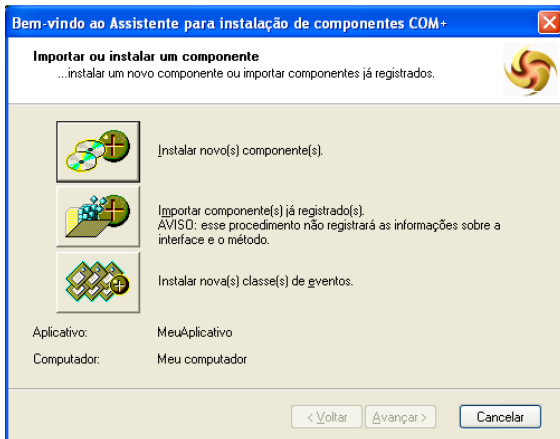 Bem-vindo ao Assistente para instalação de componentes COM+
Importar ou instalar um componente
...instalar um novo componente ou importar componentes já registrados.
Instalar novo(s) componente(s).
Importar componente(s) já registrado(s).
AVISO: esse procedimento não registrará as informações sobre a
interface e o método.
Instalar nova(s) classe(s) de eventos.
Aplicativo: MeuAplicativo
Computador: Meu computador
< Voltar Avançar > Cancelar